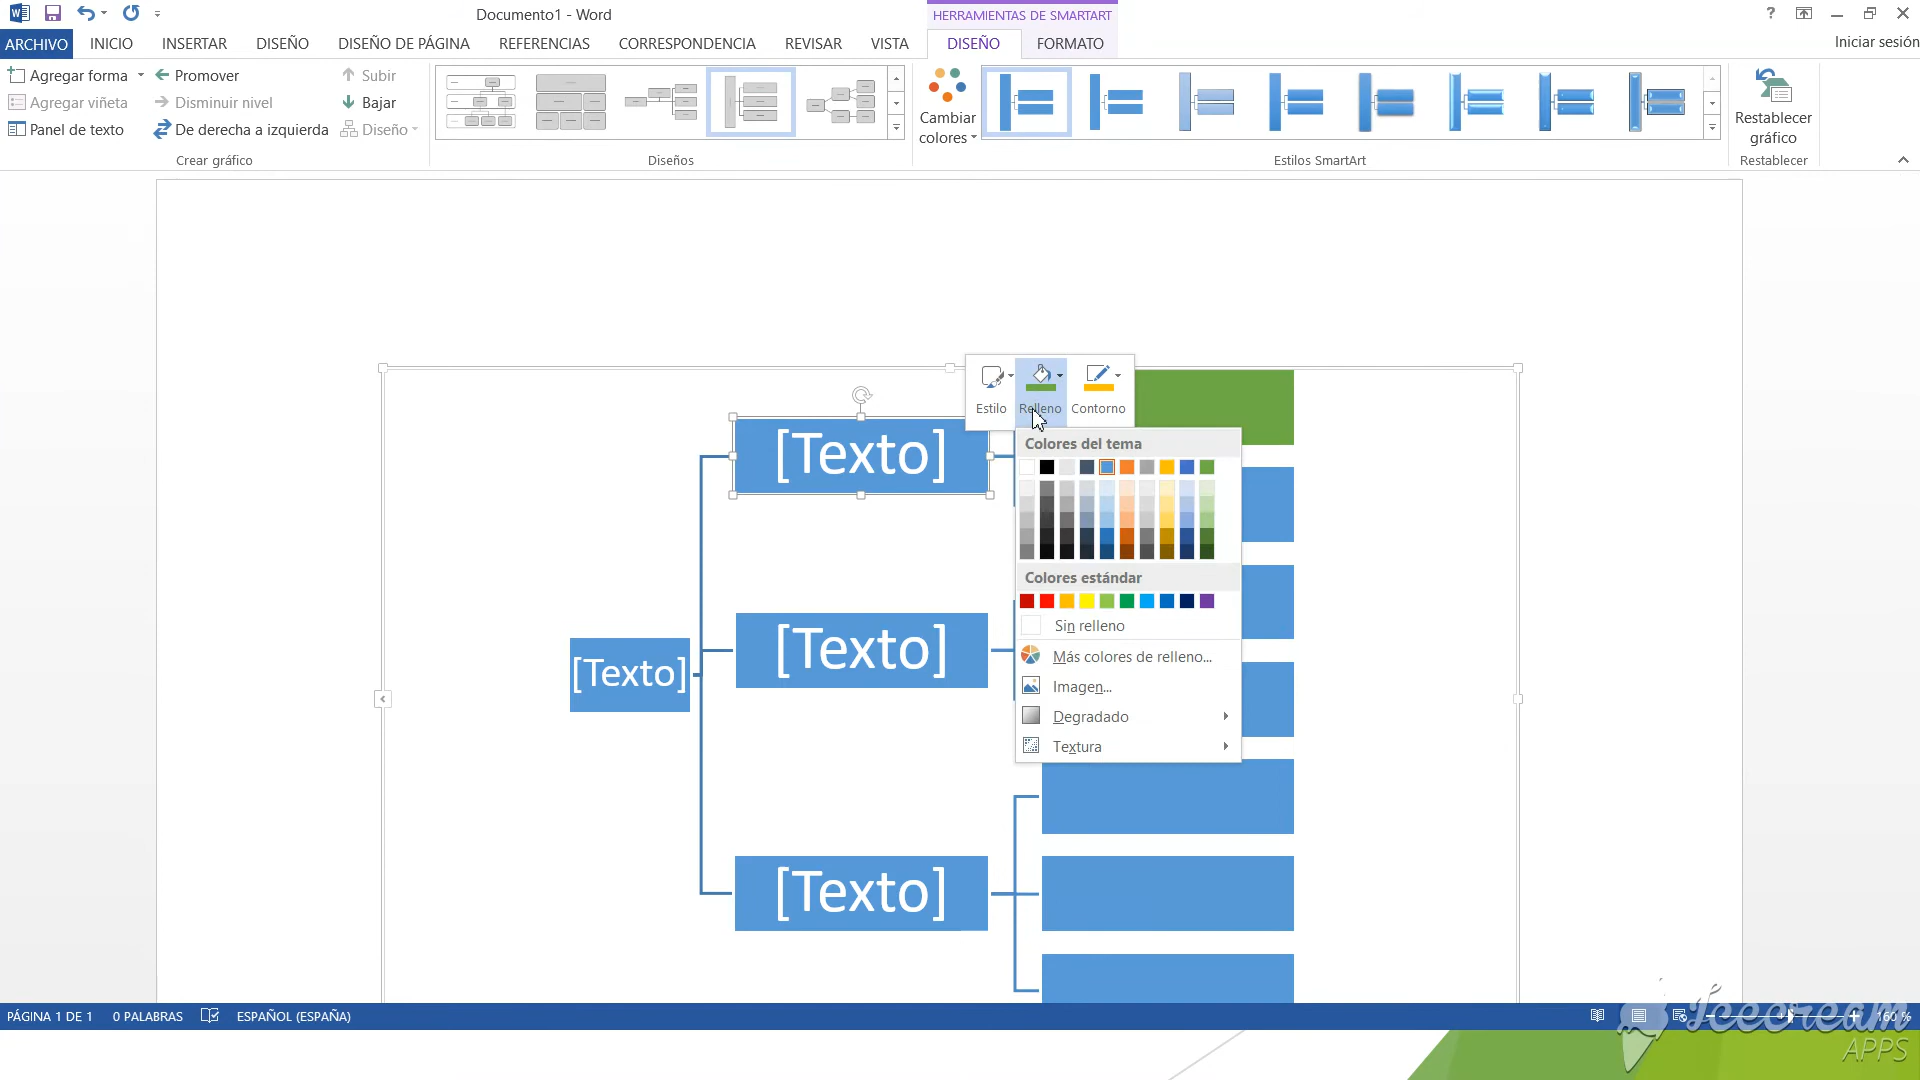 Documento1 - Word
HERRAMIENTAS DE SMARTART
?
ARCHIVO INICIO INSERTAR DISEÑO DISEÑO DE PÁGINA REFERENCIAS CORRESPONDENCIA REVISAR VISTA DISEÑO FORMATO Iniciar sesión
Agregar forma Promover Subir
Agregar viñeta Disminuir nivel Bajar
Panel de texto De derecha a izquierda Diseño
Cambiar
colores
Restablecer
gráfico
Crear gráfico Diseños Estilos SmartArt Restablecer
Estilo Relleno Contorno
Colores del tema
Colores estándar
Sin relleno
Más colores de relleno...
Imagen...
Degradado
Textura
[Texto]
[Texto]
[Texto]
[Texto]
PÁGINA 1 DE 1 0 PALABRAS ESPAÑOL (ESPAÑA) 160 %
Icecream
APPS